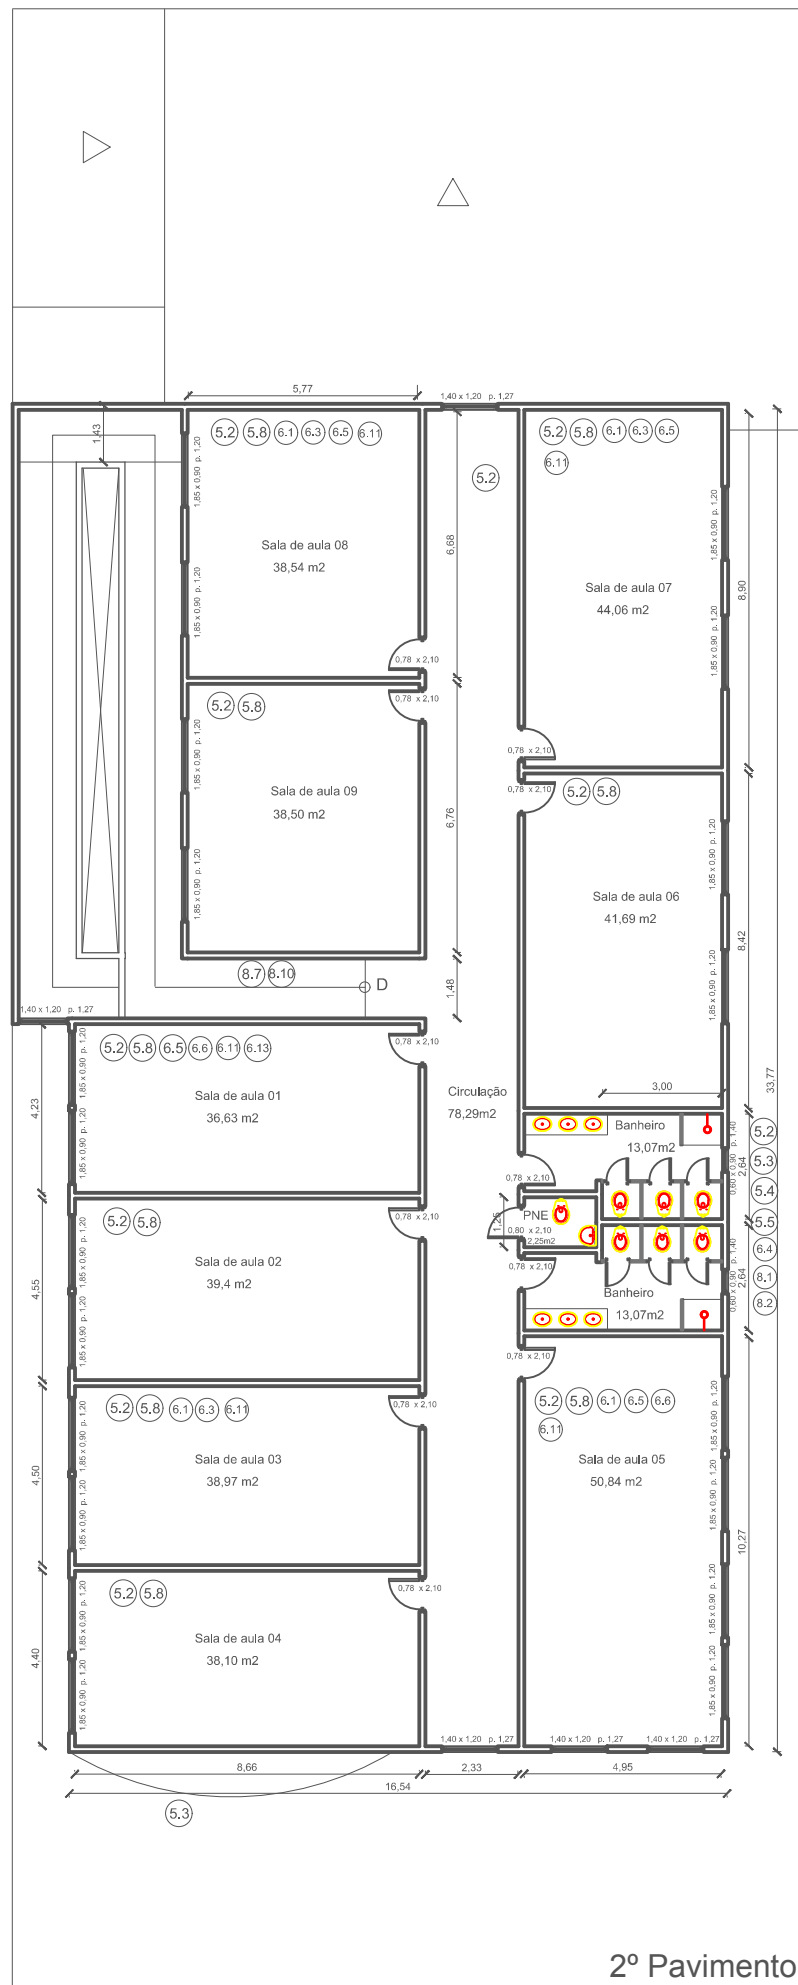 5,77
1,40 x 1,20 p. 1,27
1,43
5.2 5.8 6.1 6.3 6.5 6.11
5.2 5.8 6.1 6.3 6.5
6.11
5.2
1,85 x 0,90 p. 1,20
1,85 x 0,90 p. 1,20
Sala de aula 08
38,54 m2
6,68
Sala de aula 07
44,06 m2
1,85 x 0,90 p. 1,20
1,85 x 0,90 p. 1,20
8,90
0,78 x 2,10
0,78 x 2,10
5.2 5.8
0,78 x 2,10
1,85 x 0,90 p. 1,20
1,85 x 0,90 p. 1,20
Sala de aula 09
38,50 m2
6,76
0,78 x 2,10
5.2 5.8
Sala de aula 06
41,69 m2
1,85 x 0,90 p. 1,20
1,85 x 0,90 p. 1,20
8,42
8.7 8.10
D
1,48
1,40 x 1,20 p. 1,27
5.2 5.8 6.5 6.6 6.11 6.13
0,78 x 2,10
1,85 x 0,90 p. 1,20
1,85 x 0,90 p. 1,20
4,23
Sala de aula 01
36,63 m2
Circulação
78,29m2
3,00
33,77
Banheiro
13,07m2
0,60 x 0,90 p. 1,40
2,64
5.2
5.3
5.4
5.5
6.4
8.1
8.2
0,78 x 2,10
5.2 5.8
0,78 x 2,10
1,25
PNE
0,80 x 2,10
2,25m2
0,78 x 2,10
Sala de aula 02
39,4 m2
1,85 x 0,90 p. 1,20
1,85 x 0,90 p. 1,20
4,55
Banheiro
13,07m2
0,60 x 0,90 p. 1,40
2,64
0,78 x 2,10
5.2 5.8 6.1 6.3 6.11
0,78 x 2,10
5.2 5.8 6.1 6.5 6.6
6.11
Sala de aula 03
38,97 m2
1,85 x 0,90 p. 1,20
1,85 x 0,90 p. 1,20
4,50
Sala de aula 05
50,84 m2
1,85 x 0,90 p. 1,20
1,85 x 0,90 p. 1,20
1,85 x 0,90 p. 1,20
1,85 x 0,90 p. 1,20
10,27
5.2 5.8
0,78 x 2,10
Sala de aula 04
38,10 m2
1,85 x 0,90 p. 1,20
1,85 x 0,90 p. 1,20
4,40
1,40 x 1,20 p. 1,27
1,40 x 1,20 p. 1,27
1,40 x 1,20 p. 1,27
8,66
2,33
4,95
16,54
5.3
2º Pavimento